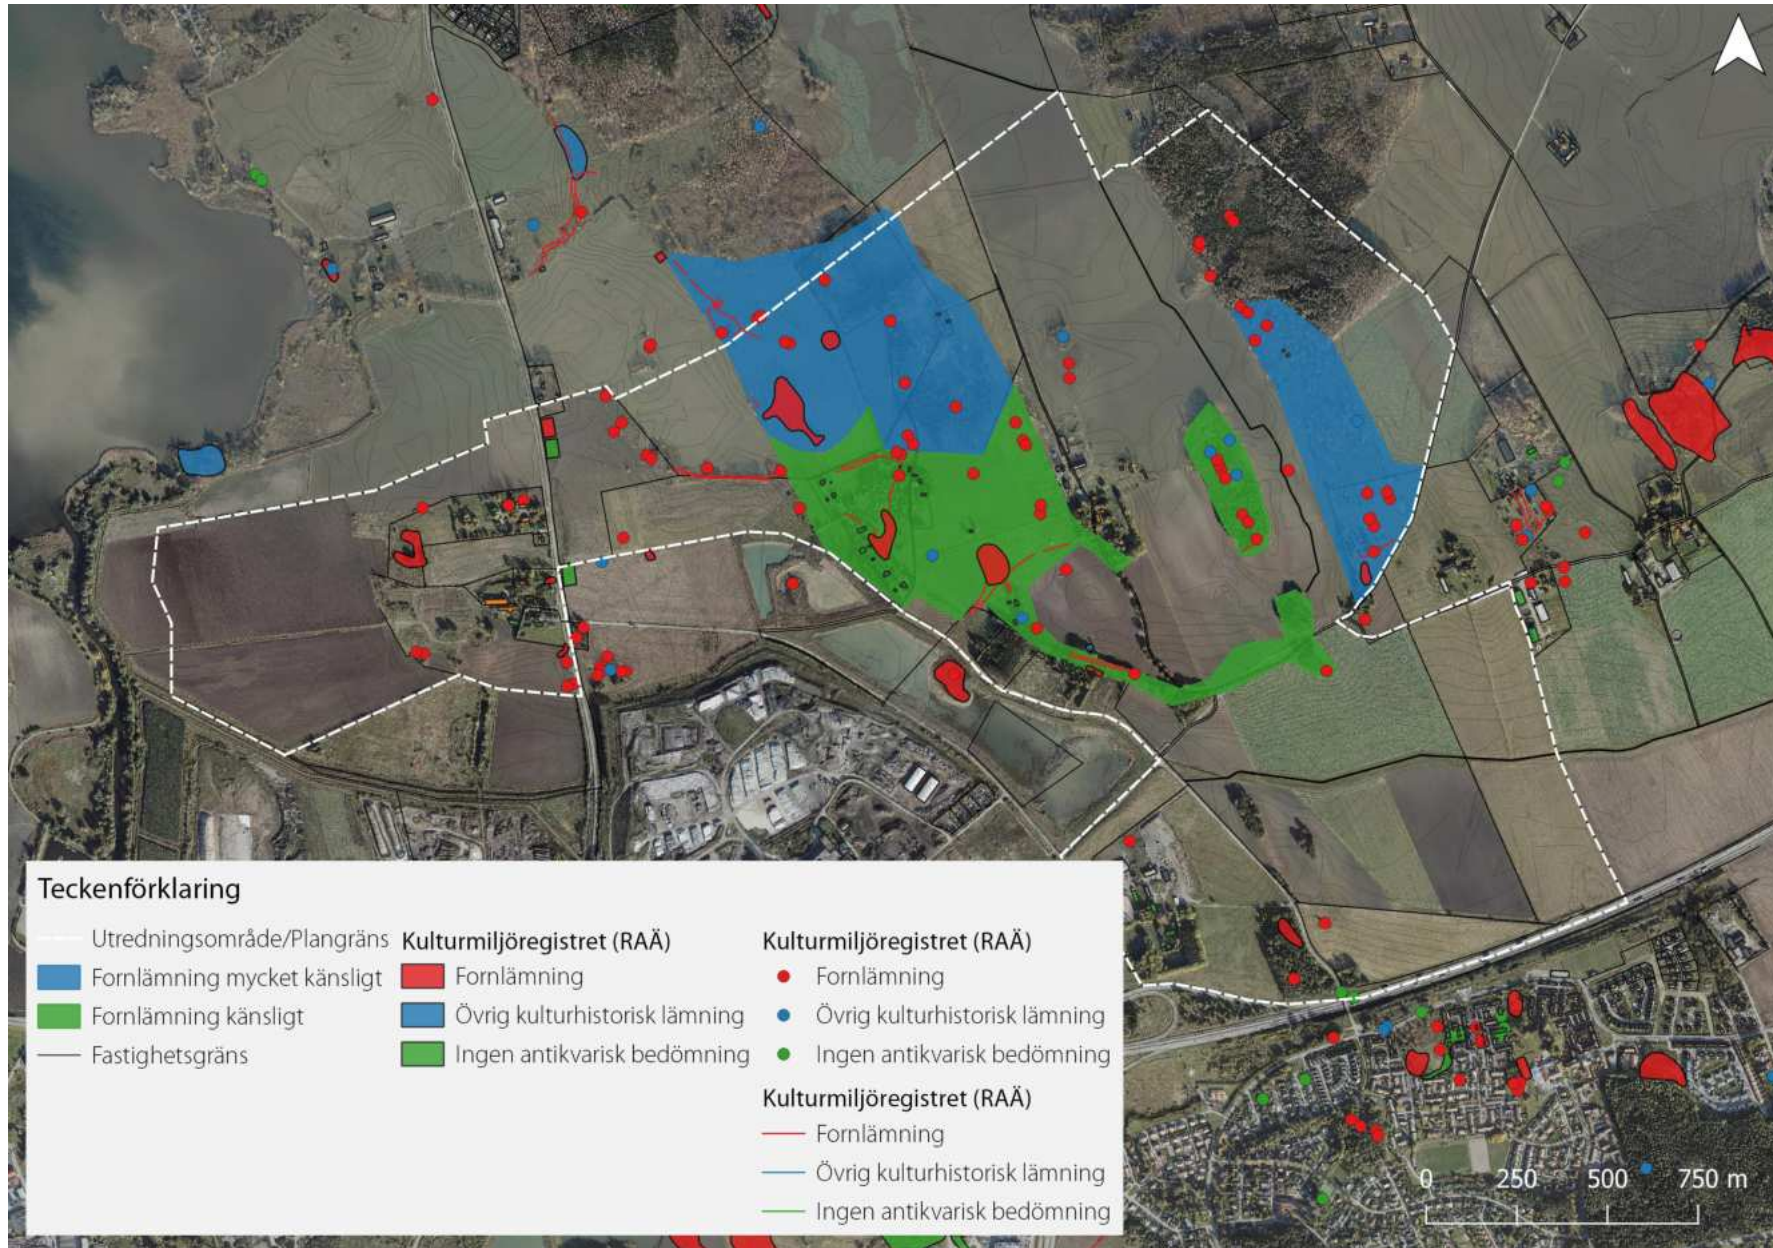 Teckenförklaring
Utredningsområde/Plangräns
Fornlämning mycket känsligt
Fornlämning känsligt
Fastighetsgräns
Kulturmiljöregistret (RAÄ)
Fornlämning
Övrig kulturhistorisk lämning
Ingen antikvarisk bedömning
Kulturmiljöregistret (RAÄ)
Fornlämning
Övrig kulturhistorisk lämning
Ingen antikvarisk bedömning
Kulturmiljöregistret (RAÄ)
Fornlämning
Övrig kulturhistorisk lämning
Ingen antikvarisk bedömning
0 250 500 750 m